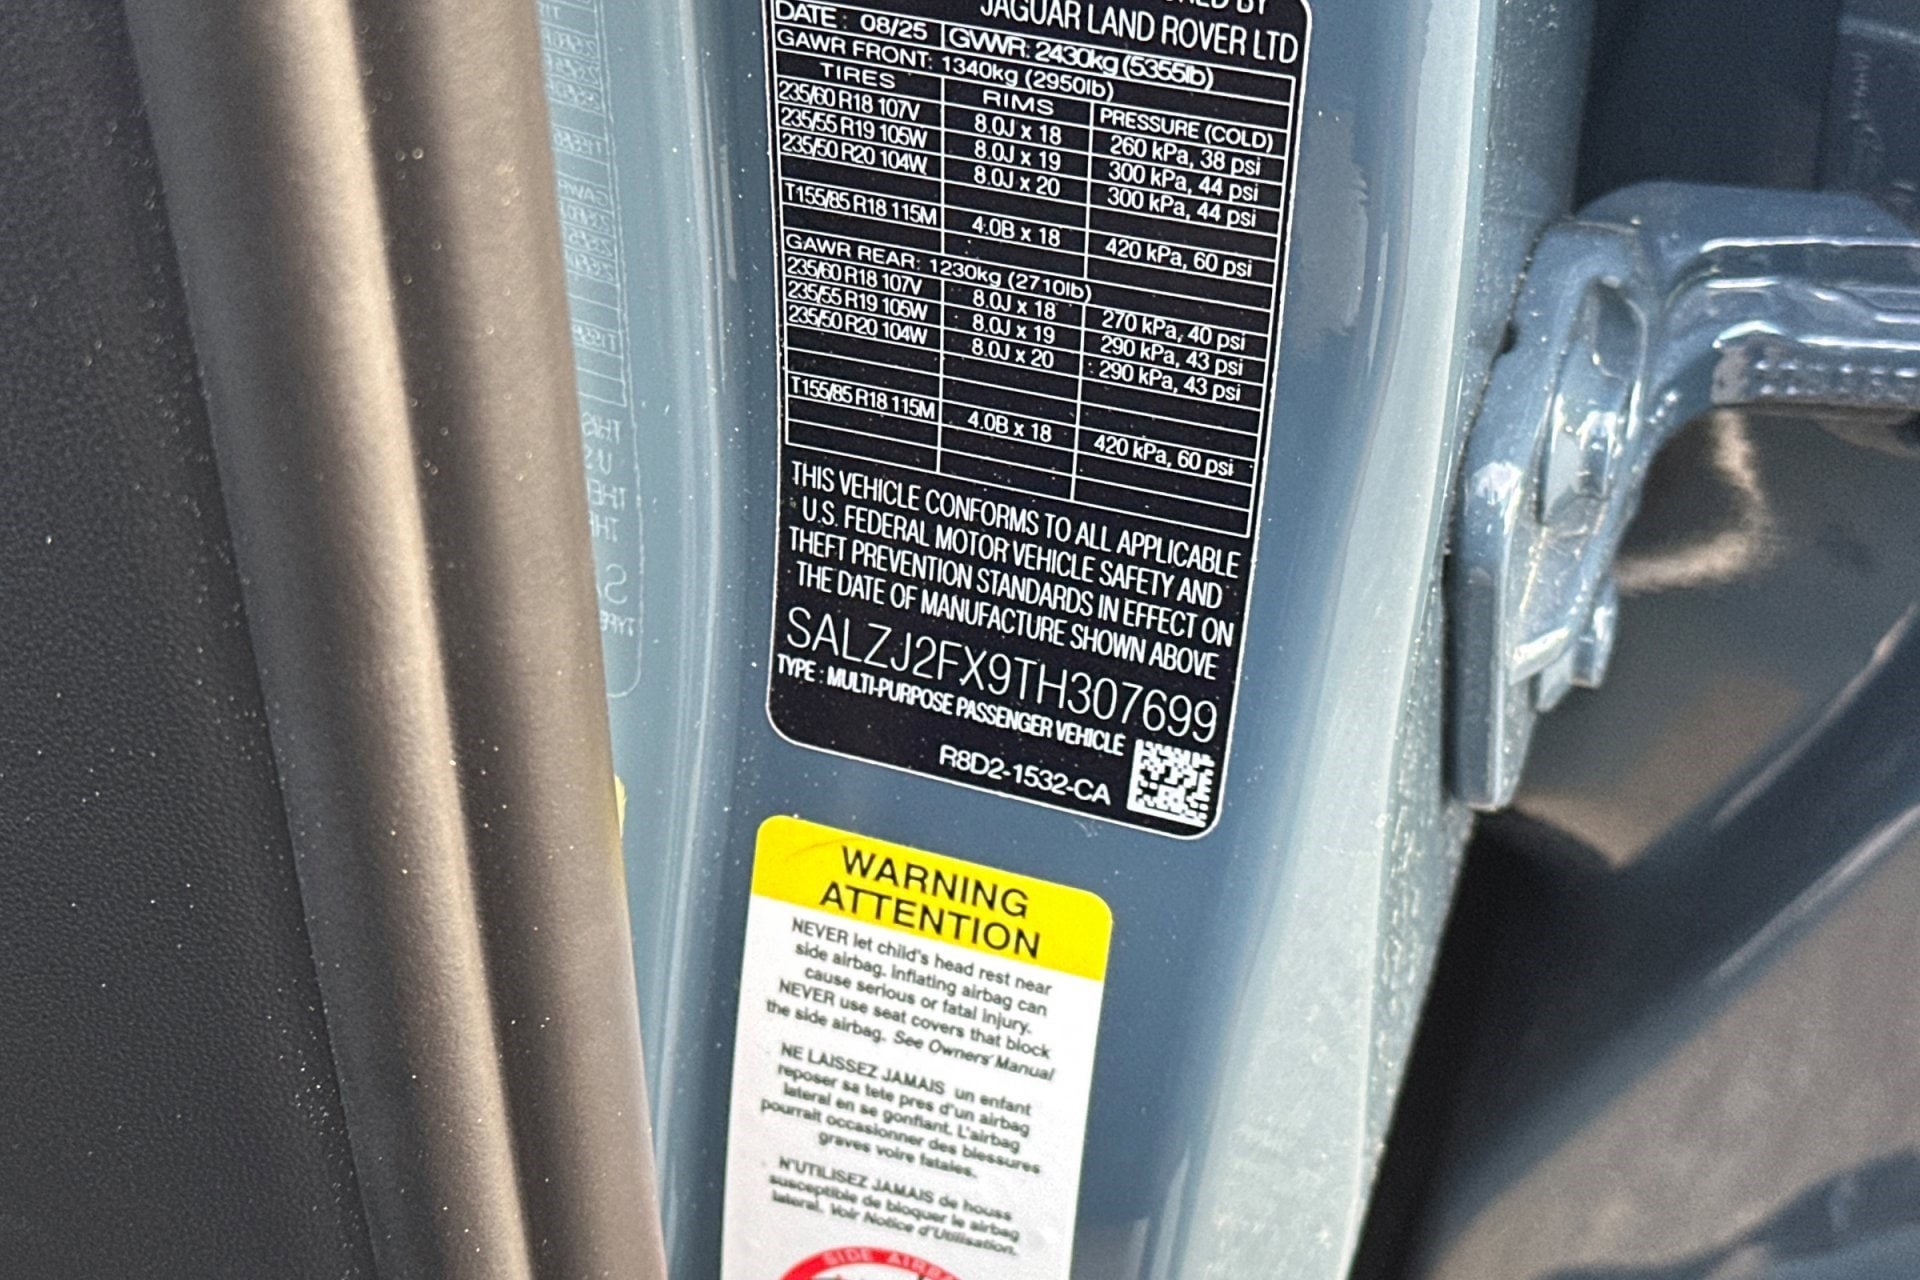 JAGUAR LAND ROVER LTD
DATE: 08/25 GVWR: 2430kg (5355lb)
GAWR FRONT: 1340kg (2950lb)
TIRES RIMS PRESSURE (COLD)
235/60 R18 107V 8.0J x 18 260 kPa, 38 psi
235/55 R19 105W 8.0J x 19 300 kPa, 44 psi
235/50 R20 104W 8.0J x 20 300 kPa, 44 psi
T155/85 R18 115M 4.0B x 18 420 kPa, 60 psi
GAWR REAR: 1230kg (2710lb)
235/60 R18 107V 8.0J x 18 270 kPa, 40 psi
235/55 R19 105W 8.0J x 19 290 kPa, 43 psi
235/50 R20 104W 8.0J x 20 290 kPa, 43 psi
T155/85 R18 115M 4.0B x 18 420 kPa, 60 psi
THIS VEHICLE CONFORMS TO ALL APPLICABLE
U.S. FEDERAL MOTOR VEHICLE SAFETY AND
THEFT PREVENTION STANDARDS IN EFFECT ON
THE DATE OF MANUFACTURE SHOWN ABOVE
SALZJ2FX9TH307699
TYPE : MULTI-PURPOSE PASSENGER VEHICLE
R8D2-1532-CA
WARNING
ATTENTION
NEVER let child's head rest near
side airbag. Inflating airbag can
cause serious or fatal injury.
NEVER use seat covers that block
the side airbag. See Owners' Manual
NE LAISSEZ JAMAIS un enfant
reposer sa tete pres d'un airbag
lateral en se gonflant. L'airbag
pourrait occasionner des blessures
graves voire fatales.
N'UTILISEZ JAMAIS de houss
susceptible de bloquer le airbag
lateral. Voir Notice d'Utilisation.
SIDE